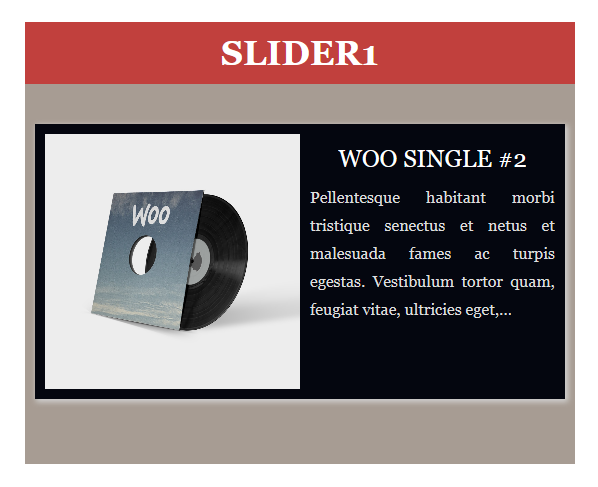 SLIDER1
WOO
WOO SINGLE #2
Pellentesque habitant morbi
tristique senectus et netus et
malesuada fames ac turpis
egestas. Vestibulum tortor quam,
feugiat vitae, ultricies eget,...